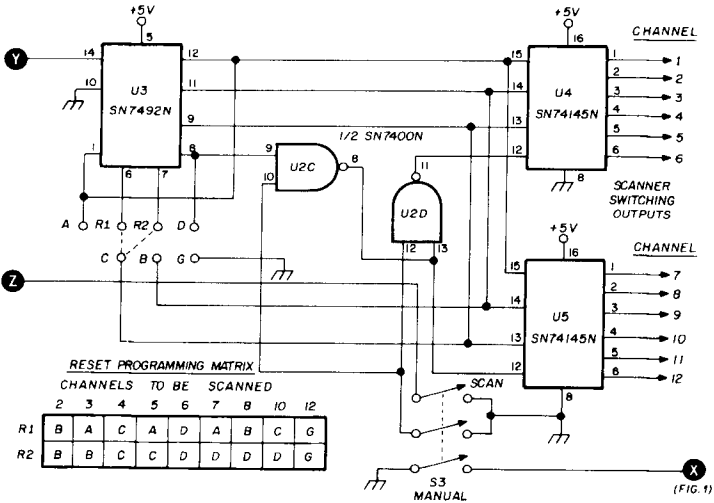 +5V
5
14
12
Y
U3
SN7492N
10
11
9
1
8
6
7
A
R1
R2
D
C
B
G
1/2 SN7400N
9
U2C
8
10
11
U2D
12
13
+5V
16
CHANNEL
15
1
1
14
U4
2
2
3
3
13
SN74145N
4
4
5
5
12
6
6
8
SCANNER
SWITCHING
OUTPUTS
+5V
16
CHANNEL
15
1
7
2
8
14
U5
3
9
13
SN74145N
4
10
5
11
12
6
12
8
Z
RESET PROGRAMMING MATRIX
CHANNELS TO BE SCANNED
2 3 4 5 6 7 8 10 12
R1 B A C A D A B C G
R2 B B C C D D D D G
SCAN
S3
MANUAL
X
(FIG. 1)